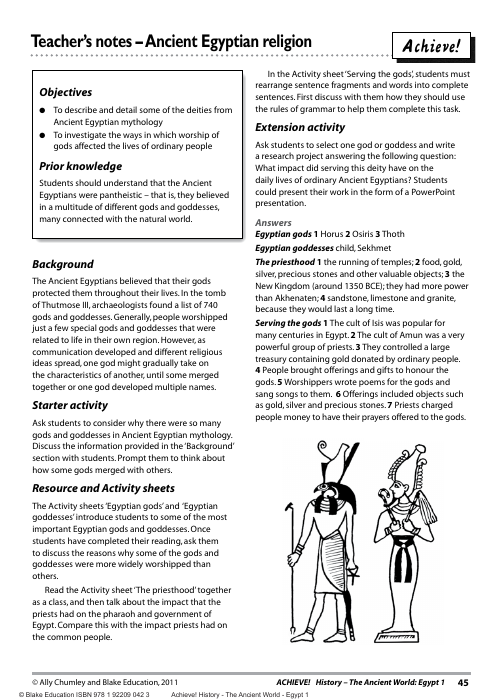 Teacher's notes – Ancient Egyptian religion
Achieve!
Objectives
● To describe and detail some of the deities from
Ancient Egyptian mythology
● To investigate the ways in which worship of
gods affected the lives of ordinary people
Prior knowledge
Students should understand that the Ancient
Egyptians were pantheistic – that is, they believed
in a multitude of different gods and goddesses,
many connected with the natural world.
Background
The Ancient Egyptians believed that their gods
protected them throughout their lives. In the tomb
of Thutmose III, archaeologists found a list of 740
gods and goddesses. Generally, people worshipped
just a few special gods and goddesses that were
related to life in their own region. However, as
communication developed and different religious
ideas spread, one god might gradually take on
the characteristics of another, until some merged
together or one god developed multiple names.
Starter activity
Ask students to consider why there were so many
gods and goddesses in Ancient Egyptian mythology.
Discuss the information provided in the 'Background'
section with students. Prompt them to think about
how some gods merged with others.
Resource and Activity sheets
The Activity sheets 'Egyptian gods' and 'Egyptian
goddesses' introduce students to some of the most
important Egyptian gods and goddesses. Once
students have completed their reading, ask them
to discuss the reasons why some of the gods and
goddesses were more widely worshipped than
others.
Read the Activity sheet 'The priesthood' together
as a class, and then talk about the impact that the
priests had on the pharaoh and government of
Egypt. Compare this with the impact priests had on
the common people.
In the Activity sheet 'Serving the gods', students must
rearrange sentence fragments and words into complete
sentences. First discuss with them how they should use
the rules of grammar to help them complete this task.
Extension activity
Ask students to select one god or goddess and write
a research project answering the following question:
What impact did serving this deity have on the
daily lives of ordinary Ancient Egyptians? Students
could present their work in the form of a PowerPoint
presentation.
Answers
Egyptian gods 1 Horus 2 Osiris 3 Thoth
Egyptian goddesses child, Sekhmet
The priesthood 1 the running of temples; 2 food, gold,
silver, precious stones and other valuable objects; 3 the
New Kingdom (around 1350 BCE); they had more power
than Akhenaten; 4 sandstone, limestone and granite,
because they would last a long time.
Serving the gods 1 The cult of Isis was popular for
many centuries in Egypt. 2 The cult of Amun was a very
powerful group of priests. 3 They controlled a large
treasury containing gold donated by ordinary people.
4 People brought offerings and gifts to honour the
gods. 5 Worshippers wrote poems for the gods and
sang songs to them. 6 Offerings included objects such
as gold, silver and precious stones. 7 Priests charged
people money to have their prayers offered to the gods.
© Ally Chumley and Blake Education, 2011
ACHIEVE! History – The Ancient World: Egypt 1 45
© Blake Education ISBN 978 1 92209 042 3 Achieve! History - The Ancient World - Egypt 1